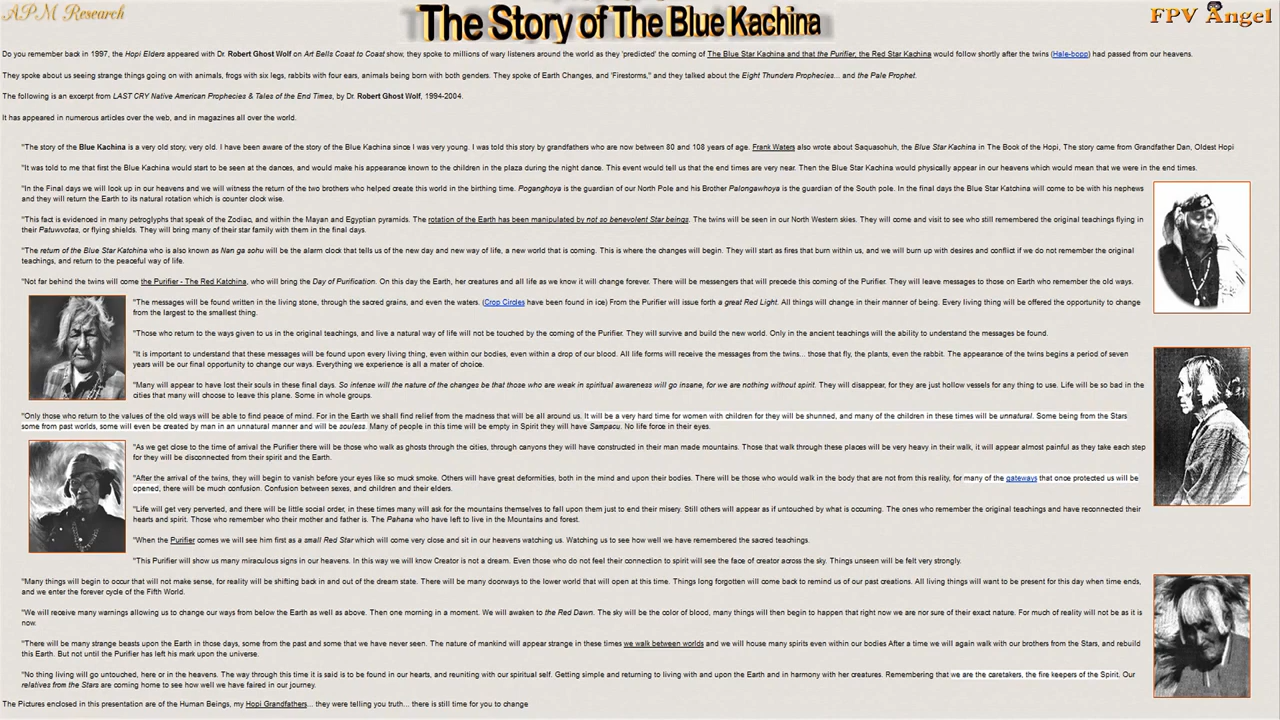 APM Research
The Story of The Blue Kachina
FPV Angel
Do you remember back in 1997, the Hopi Elders appeared with Dr. Robert Ghost Wolf on Art Bells Coast to Coast show, they spoke to millions of wary listeners around the world as they 'predicted' the coming of The Blue Star Kachina and that the Purifier, the Red Star Kachina would follow shortly after the twins (Hale-bopp) had passed from our heavens.
They spoke about us seeing strange things going on with animals, frogs with six legs, rabbits with four ears, animals being born with both genders. They spoke of Earth Changes, and 'Firestorms," and they talked about the Eight Thunders Prophecies... and the Pale Prophet.
The following is an excerpt from LAST CRY Native American Prophecies & Tales of the End Times, by Dr. Robert Ghost Wolf, 1994-2004.
It has appeared in numerous articles over the web, and in magazines all over the world.
"The story of the Blue Kachina is a very old story, very old. I have been aware of the story of the Blue Kachina since I was very young. I was told this story by grandfathers who are now between 80 and 108 years of age. Frank Waters also wrote about Saquasohuh, the Blue Star Kachina in The Book of the Hopi, The story came from Grandfather Dan, Oldest Hopi
"It was told to me that first the Blue Kachina would start to be seen at the dances, and would make his appearance known to the children in the plaza during the night dance. This event would tell us that the end times are very near. Then the Blue Star Kachina would physically appear in our heavens which would mean that we were in the end times.
"In the Final days we will look up in our heavens and we will witness the return of the two brothers who helped create this world in the birthing time. Poganghoya is the guardian of our North Pole and his Brother Palongawhoya is the guardian of the South pole. In the final days the Blue Star Katchina will come to be with his nephews
and they will return the Earth to its natural rotation which is counter clock wise.
"This fact is evidenced in many petroglyphs that speak of the Zodiac, and within the Mayan and Egyptian pyramids. The rotation of the Earth has been manipulated by not so benevolent Star beings. The twins will be seen in our North Western skies. They will come and visit to see who still remembered the original teachings flying in
their Patuwvotas, or flying shields. They will bring many of their star family with them in the final days.
"The return of the Blue Star Katchina who is also known as Nan ga sohu will be the alarm clock that tells us of the new day and new way of life, a new world that is coming. This is where the changes will begin. They will start as fires that burn within us, and we will burn up with desires and conflict if we do not remember the original
teachings, and return to the peaceful way of life.
"Not far behind the twins will come the Purifier - The Red Katchina, who will bring the Day of Purification. On this day the Earth, her creatures and all life as we know it will change forever. There will be messengers that will precede this coming of the Purifier. They will leave messages to those on Earth who remember the old ways.
"The messages will be found written in the living stone, through the sacred grains, and even the waters. (Crop Circles have been found in ice) From the Purifier will issue forth a great Red Light. All things will change in their manner of being. Every living thing will be offered the opportunity to change
from the largest to the smallest thing.
"Those who return to the ways given to us in the original teachings, and live a natural way of life will not be touched by the coming of the Purifier. They will survive and build the new world. Only in the ancient teachings will the ability to understand the messages be found.
"It is important to understand that these messages will be found upon every living thing, even within our bodies, even within a drop of our blood. All life forms will receive the messages from the twins... those that fly, the plants, even the rabbit. The appearance of the twins begins a period of seven
years will be our final opportunity to change our ways. Everything we experience is all a mater of choice.
"Many will appear to have lost their souls in these final days. So intense will the nature of the changes be that those who are weak in spiritual awareness will go insane, for we are nothing without spirit. They will disappear, for they are just hollow vessels for any thing to use. Life will be so bad in the
cities that many will choose to leave this plane. Some in whole groups.
"Only those who return to the values of the old ways will be able to find peace of mind. For in the Earth we shall find relief from the madness that will be all around us. It will be a very hard time for women with children for they will be shunned, and many of the children in these times will be unnatural. Some being from the Stars
some from past worlds, some will even be created by man in an unnatural manner and will be souless. Many of people in this time will be empty in Spirit they will have Sampacu. No life force in their eyes.
"As we get close to the time of arrival the Purifier there will be those who walk as ghosts through the cities, through canyons they will have constructed in their man made mountains. Those that walk through these places will be very heavy in their walk, it will appear almost painful as they take each step
for they will be disconnected from their spirit and the Earth.
"After the arrival of the twins, they will begin to vanish before your eyes like so much smoke. Others will have great deformities, both in the mind and upon their bodies. There will be those who would walk in the body that are not from this reality, for many of the gateways that once protected us will be
opened, there will be much confusion. Confusion between sexes, and children and their elders.
"Life will get very perverted, and there will be little social order, in these times many will ask for the mountains themselves to fall upon them just to end their misery. Still others will appear as if untouched by what is occurring. The ones who remember the original teachings and have reconnected their
hearts and spirit. Those who remember who their mother and father is. The Pahana who have left to live in the Mountains and forest.
"When the Purifier comes we will see him first as a small Red Star which will come very close and sit in our heavens watching us. Watching us to see how well we have remembered the sacred teachings.
"This Purifier will show us many miraculous signs in our heavens. In this way we will know Creator is not a dream. Even those who do not feel their connection to spirit will see the face of creator across the sky. Things unseen will be felt very strongly.
"Many things will begin to occur that will not make sense, for reality will be shifting back in and out of the dream state. There will be many doorways to the lower world that will open at this time. Things long forgotten will come back to remind us of our past creations. All living things will want to be present for this day when time ends,
and we enter the forever cycle of the Fifth World.
"We will receive many warnings allowing us to change our ways from below the Earth as well as above. Then one morning in a moment. We will awaken to the Red Dawn. The sky will be the color of blood, many things will then begin to happen that right now we are nor sure of their exact nature. For much of reality will not be as it is
now.
"There will be many strange beasts upon the Earth in those days, some from the past and some that we have never seen. The nature of mankind will appear strange in these times we walk between worlds and we will house many spirits even within our bodies After a time we will again walk with our brothers from the Stars, and rebuild
this Earth. But not until the Purifier has left his mark upon the universe.
"No thing living will go untouched, here or in the heavens. The way through this time it is said is to be found in our hearts, and reuniting with our spiritual self. Getting simple and returning to living with and upon the Earth and in harmony with her creatures. Remembering that we are the caretakers, the fire keepers of the Spirit. Our
relatives from the Stars are coming home to see how well we have faired in our journey.
The Pictures enclosed in this presentation are of the Human Beings, my Hopi Grandfathers... they were telling you truth... there is still time for you to change